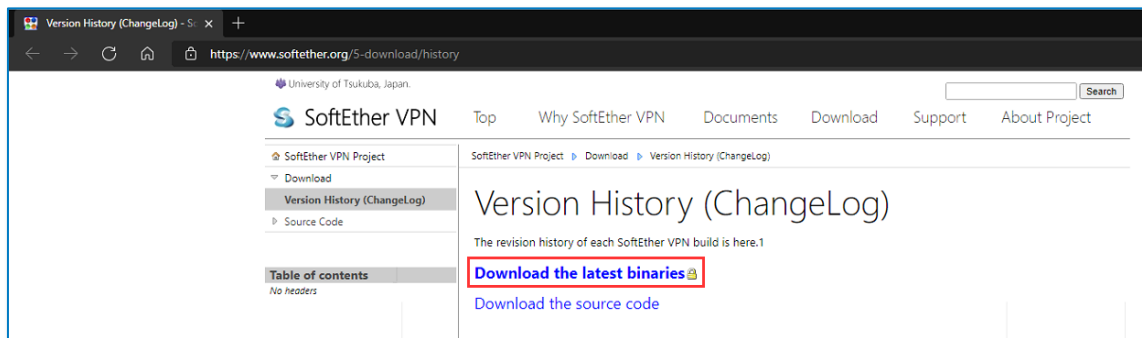 Version History (ChangeLog) - So
https://www.softether.org/5-download/history
University of Tsukuba, Japan.
Search
SoftEther VPN
Top Why SoftEther VPN Documents Download Support About Project
SoftEther VPN Project
SoftEther VPN Project Download Version History (ChangeLog)
Download
Version History (ChangeLog)
Source Code
Version History (ChangeLog)
The revision history of each SoftEther VPN build is here.1
Download the latest binaries
Table of contents
No headers
Download the source code